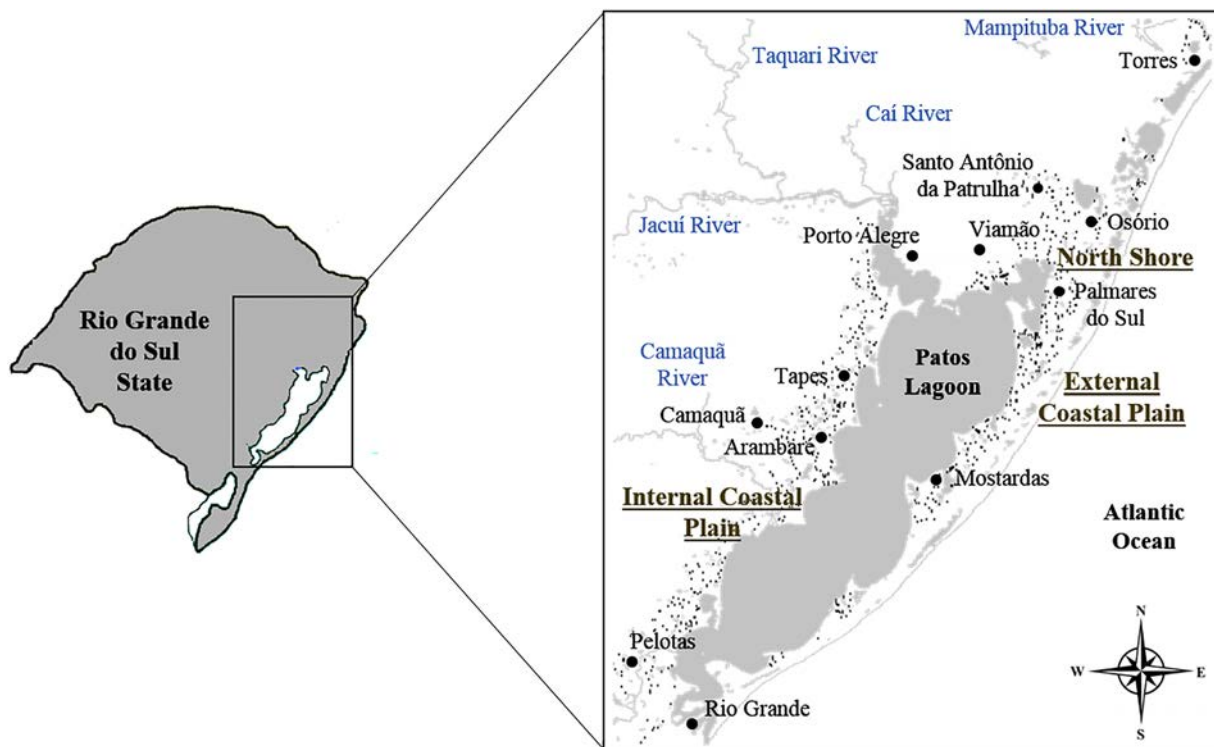 Rio Grande
do Sul
State
Mampituba River
Taquari River
Torres
Caí River
Santo Antônio
da Patrulha
Jacuí River
Porto Alegre
Viamão
Osório
North Shore
Palmares
do Sul
Camaquã
River
Patos
Lagoon
Tapes
External
Coastal Plain
Camaquã
Arambare
Mostardas
Internal Coastal
Plain
Atlantic
Ocean
N
W
E
S
Pelotas
Rio Grande